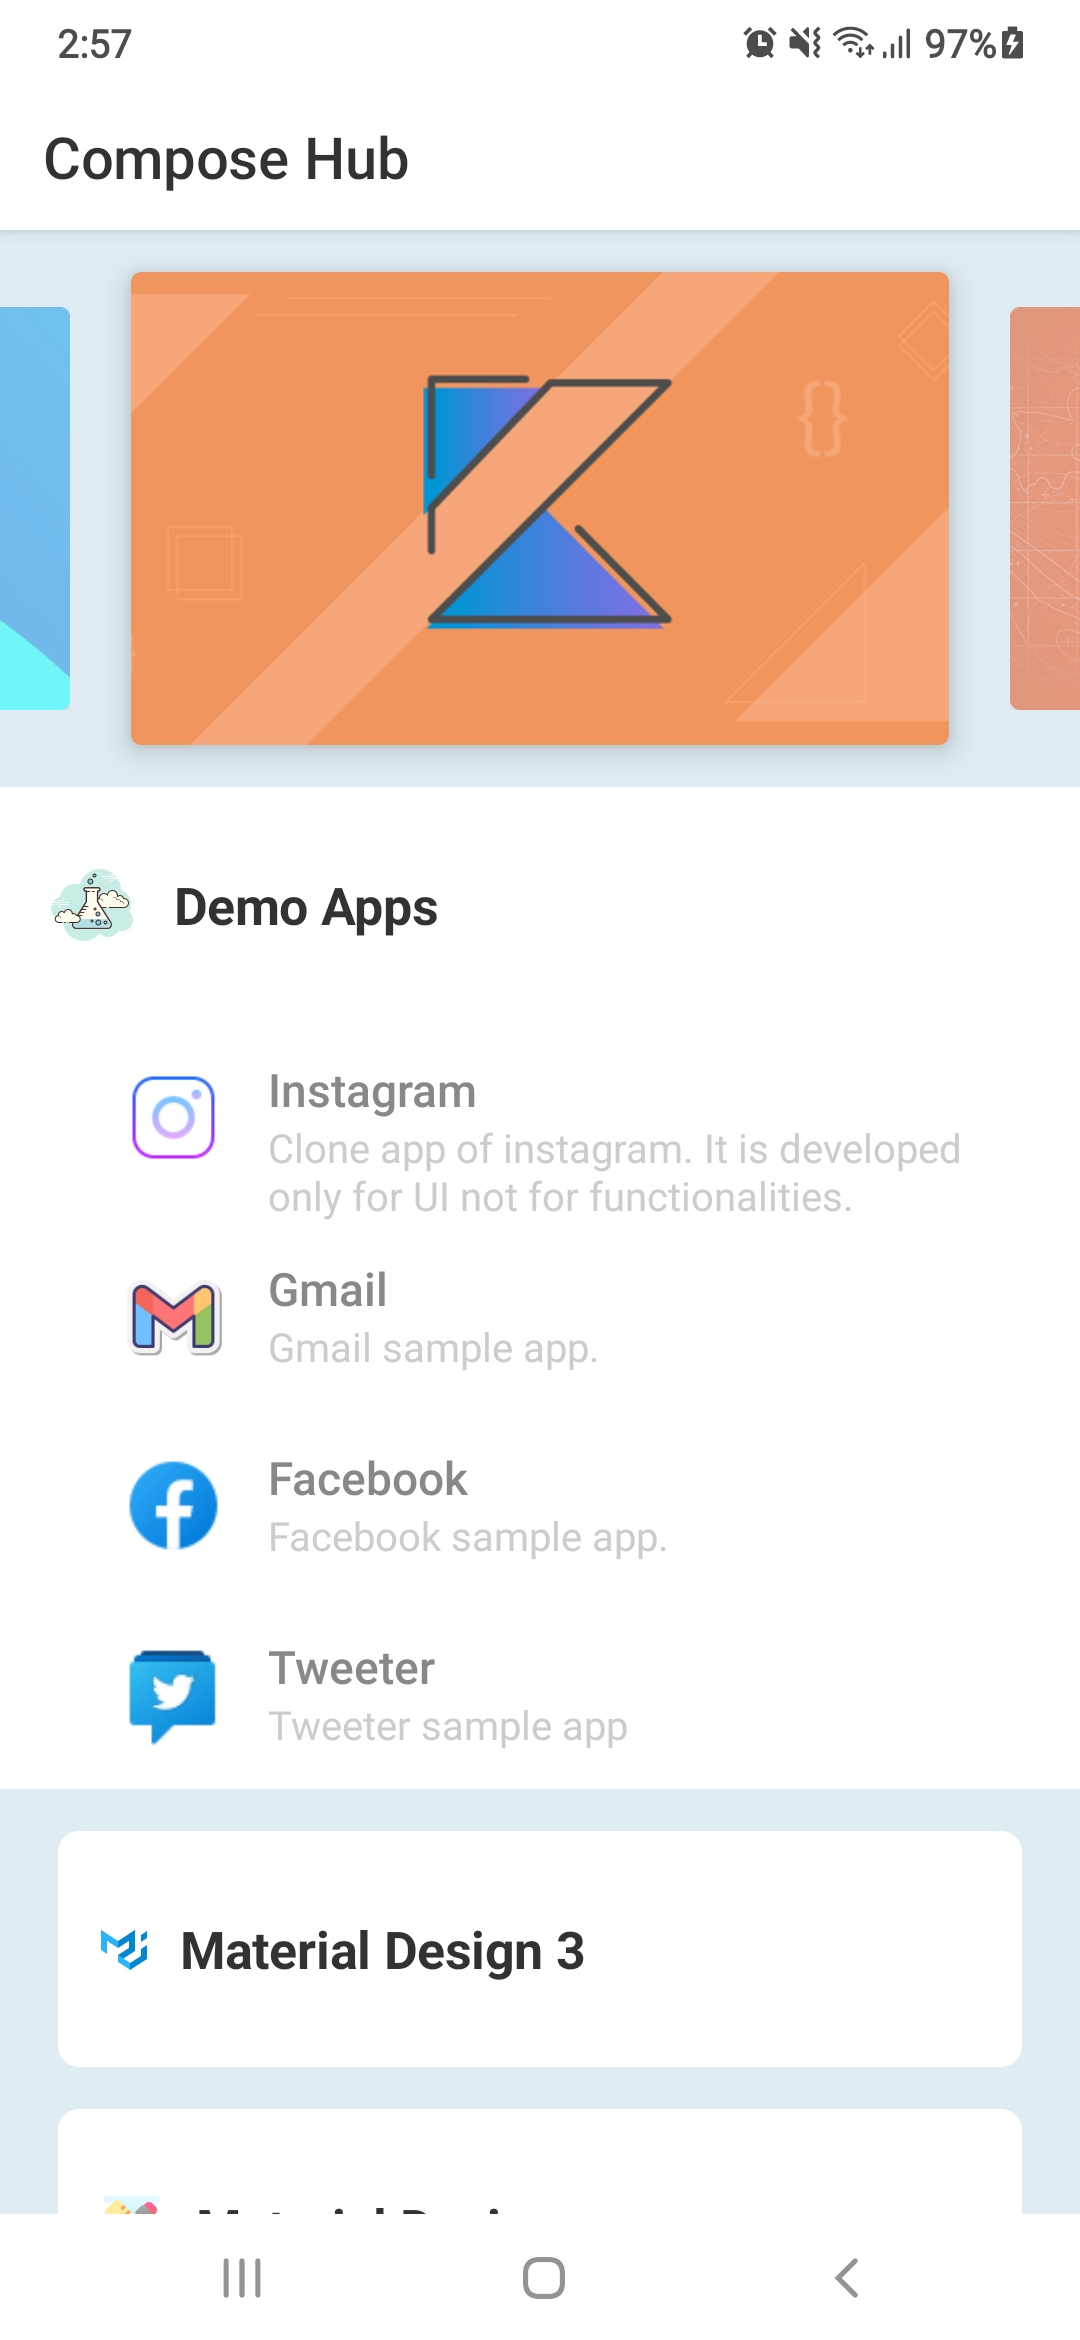 2:57
97%
Compose Hub
{}
Demo Apps
Instagram
Clone app of instagram. It is developed
only for UI not for functionalities.
Gmail
Gmail sample app.
Facebook
Facebook sample app.
Tweeter
Tweeter sample app
Material Design 3